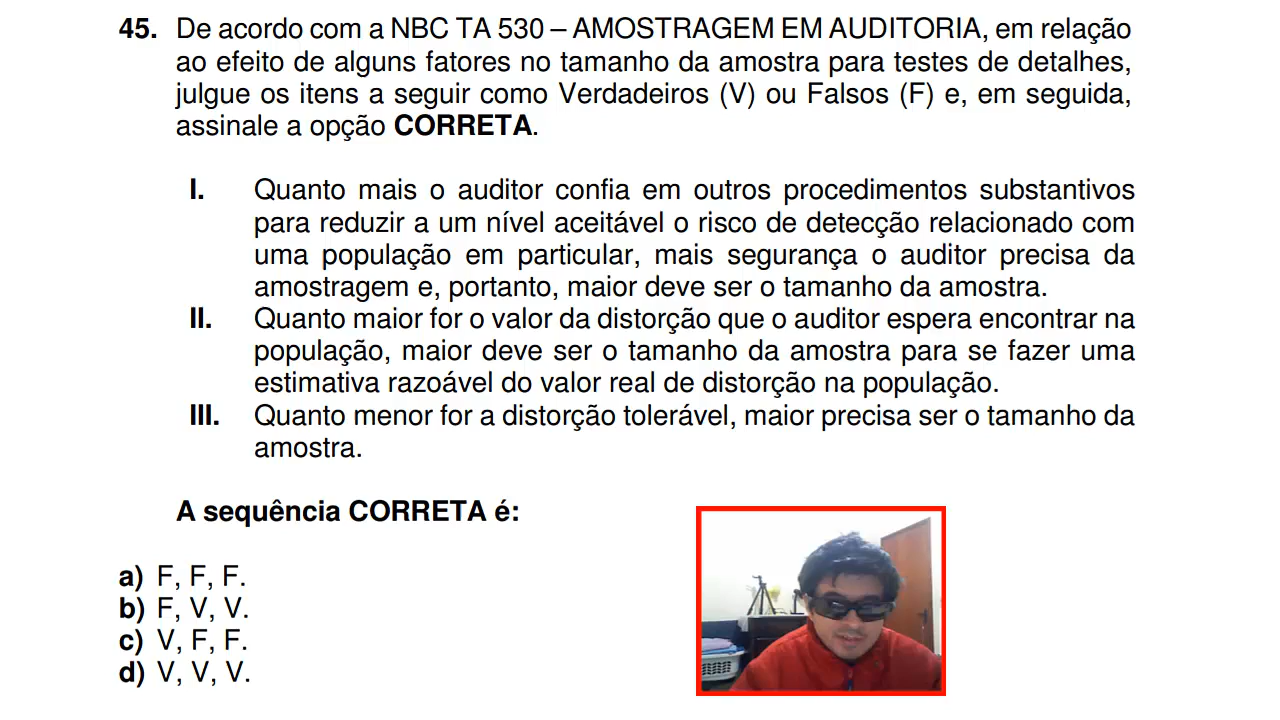 45. De acordo com a NBC TA 530 – AMOSTRAGEM EM AUDITORIA, em relação
ao efeito de alguns fatores no tamanho da amostra para testes de detalhes,
julgue os itens a seguir como Verdadeiros (V) ou Falsos (F) e, em seguida,
assinale a opção CORRETA.
I. Quanto mais o auditor confia em outros procedimentos substantivos
para reduzir a um nível aceitável o risco de detecção relacionado com
uma população em particular, mais segurança o auditor precisa da
amostragem e, portanto, maior deve ser o tamanho da amostra.
II. Quanto maior for o valor da distorção que o auditor espera encontrar na
população, maior deve ser o tamanho da amostra para se fazer uma
estimativa razoável do valor real de distorção na população.
III. Quanto menor for a distorção tolerável, maior precisa ser o tamanho da
amostra.
A sequência CORRETA é:
a) F, F, F.
b) F, V, V.
c) V, F, F.
d) V, V, V.